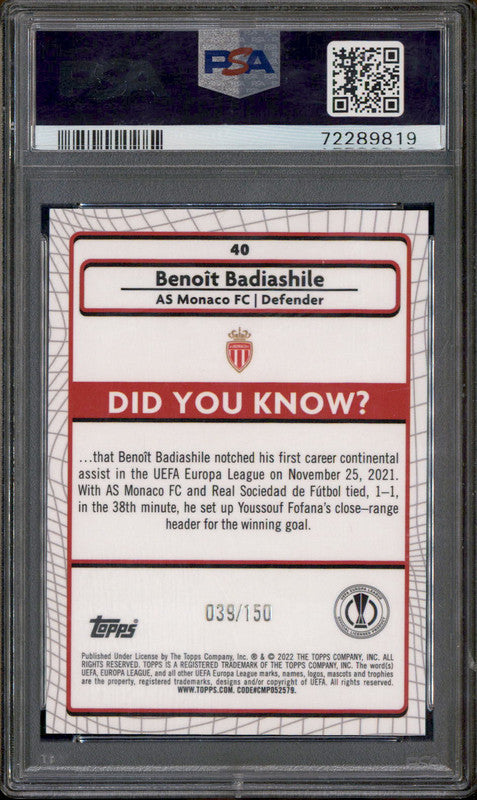 PSA
PSA
72289819
40
Benoît Badiashile
AS Monaco FC | Defender
DID YOU KNOW?
...that Benoît Badiashile notched his first career continental
assist in the UEFA Europa League on November 25, 2021.
With AS Monaco FC and Real Sociedad de Fútbol tied, 1–1,
in the 38th minute, he set up Youssouf Fofana's close–range
header for the winning goal.
039/150
Topps
Published Under License by The Topps Company, Inc. ® & © 2022 THE TOPPS COMPANY, INC. ALL
RIGHTS RESERVED. TOPPS IS A REGISTERED TRADEMARK OF THE TOPPS COMPANY, INC. The word(s)
UEFA, EUROPA LEAGUE, and all other UEFA Europa League marks, names, logos, mascots and trophies
are the property, registered trademarks, designs and/or copyright of UEFA. All rights reserved.
WWW.TOPPS.COM. CODE#CMP052579.